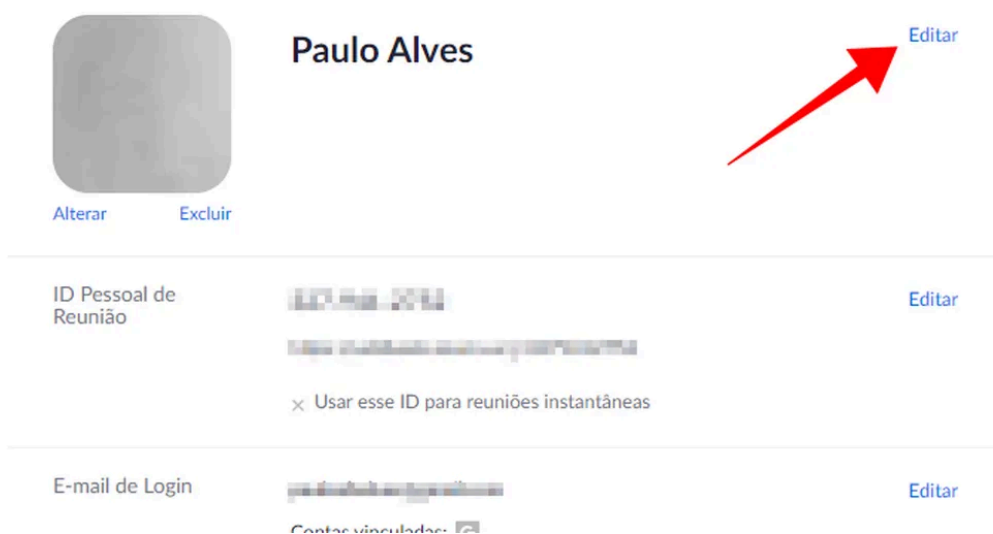 Paulo Alves
Editar
Alterar
Excluir
ID Pessoal de
Reunião
Editar
× Usar esse ID para reuniões instantâneas
E-mail de Login
Editar
Contas vinculadas: G